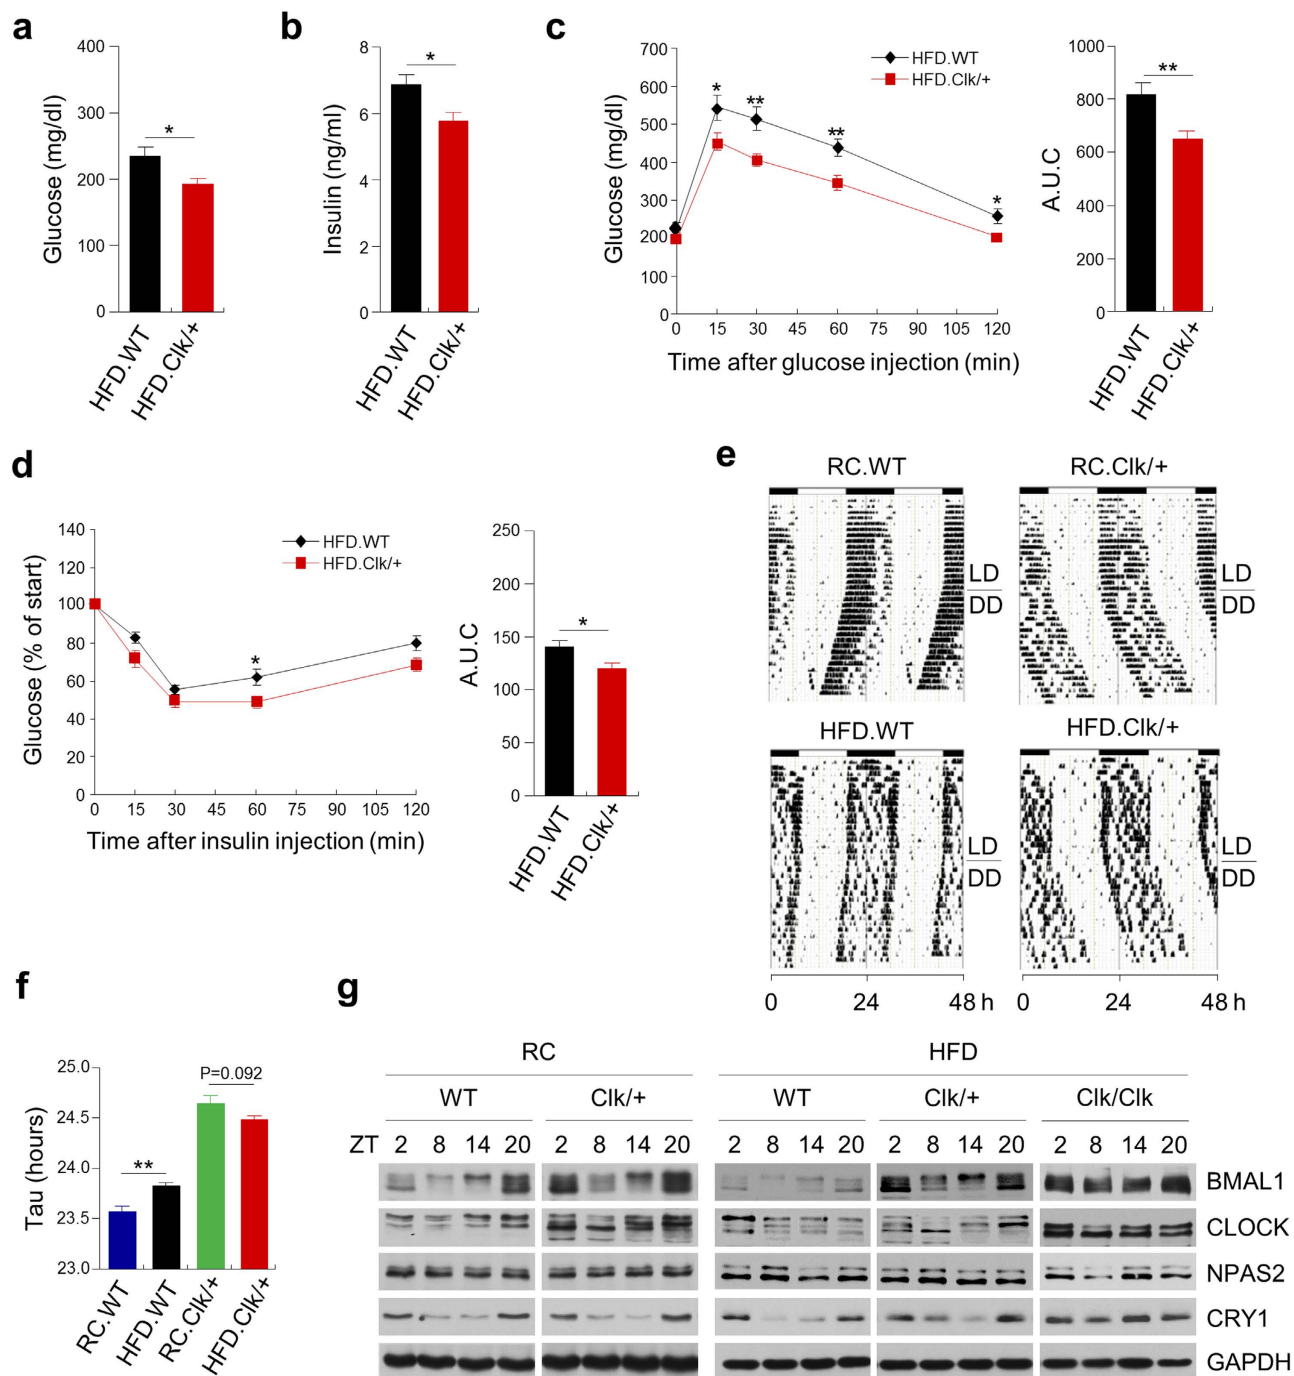 a
400
300
200
100
0
Glucose (mg/dl)
*
HFD.WT
HFD.Clk/+
b
8
6
4
2
0
Insulin (ng/ml)
*
HFD.WT
HFD.Clk/+
c
700
600
500
400
300
200
100
0
Glucose (mg/dl)
HFD.WT
HFD.Clk/+
* ** ** *
0 15 30 45 60 75 90 105 120
Time after glucose injection (min)
1000
800
600
400
200
0
A.U.C
**
HFD.WT
HFD.Clk/+
d
140
120
100
80
60
40
20
0
Glucose (% of start)
HFD.WT
HFD.Clk/+
*
0 15 30 45 60 75 90 105 120
Time after insulin injection (min)
250
200
150
100
50
0
A.U.C
*
HFD.WT
HFD.Clk/+
e
RC.WT RC.Clk/+
LD LD
DD DD
HFD.WT HFD.Clk/+
LD LD
DD DD
0 24 48 h 0 24 48 h
f
25.0
24.5
24.0
23.5
23.0
Tau (hours)
**
P=0.092
RC.WT
HFD.WT
RC.Clk/+
HFD.Clk/+
g
RC HFD
WT Clk/+ WT Clk/+ Clk/Clk
ZT 2 8 14 20 2 8 14 20 2 8 14 20 2 8 14 20 2 8 14 20
BMAL1
CLOCK
NPAS2
CRY1
GAPDH